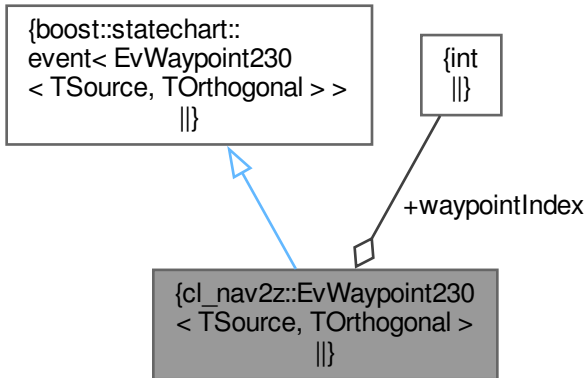 {boost::statechart::
event< EvWaypoint230
< TSource, TOrthogonal > >
||}
{int
||}
+waypointIndex
{cl_nav2z::EvWaypoint230
< TSource, TOrthogonal >
||}